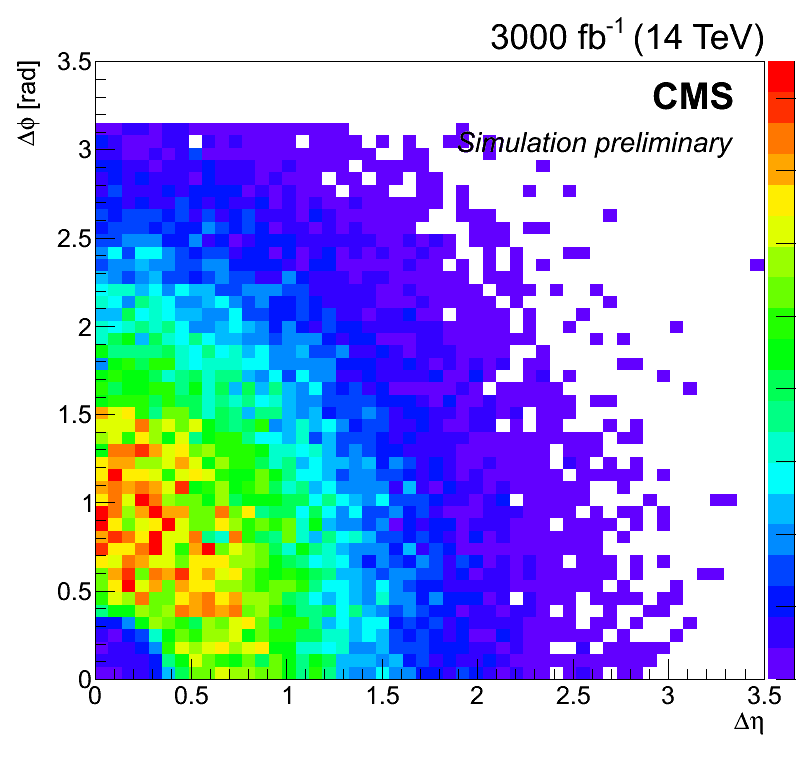 3000 fb-1 (14 TeV)
Δϕ [rad]
CMS
Simulation preliminary
3.5
3
2.5
2
1.5
1
0.5
0
0 0.5 1 1.5 2 2.5 3 3.5
Δη